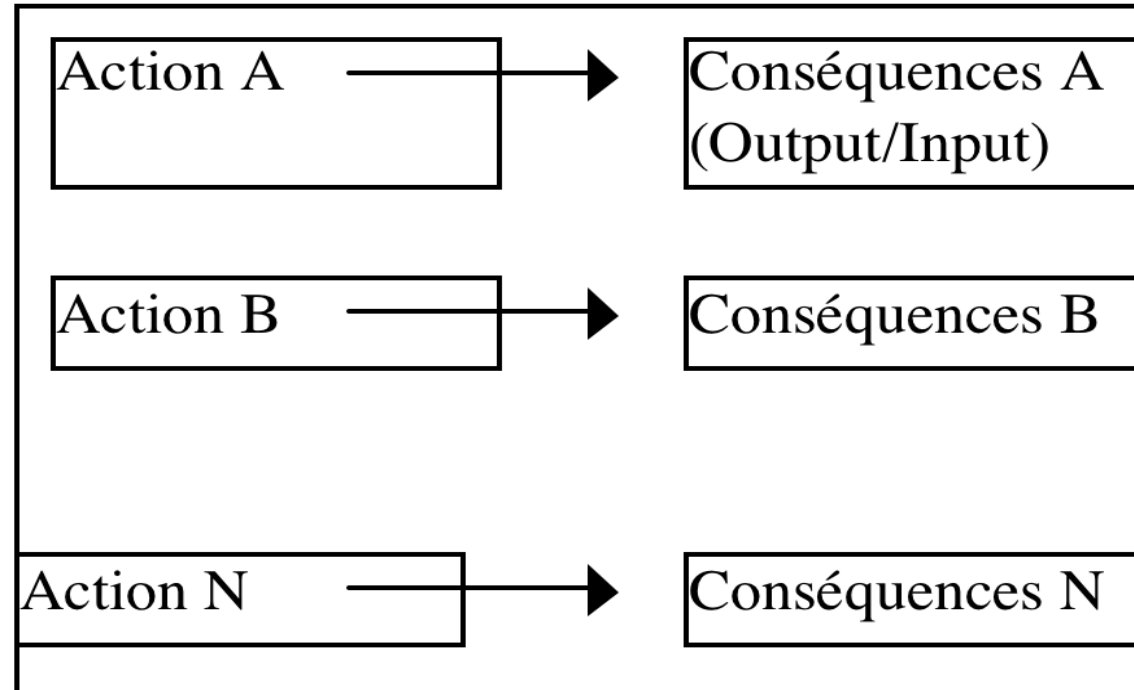 Action A
Conséquences A
(Output/Input)
Action B
Conséquences B
Action N
Conséquences N